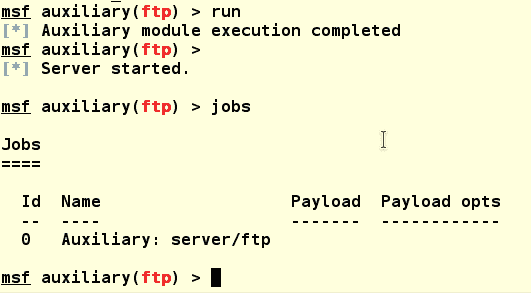 msf auxiliary(ftp) > run
[*] Auxiliary module execution completed
msf auxiliary(ftp) >
[*] Server started.
msf auxiliary(ftp) > jobs
Jobs
====
Id  Name                   Payload  Payload opts
--  ----                   -------  ------------
0   Auxiliary: server/ftp
msf auxiliary(ftp) >